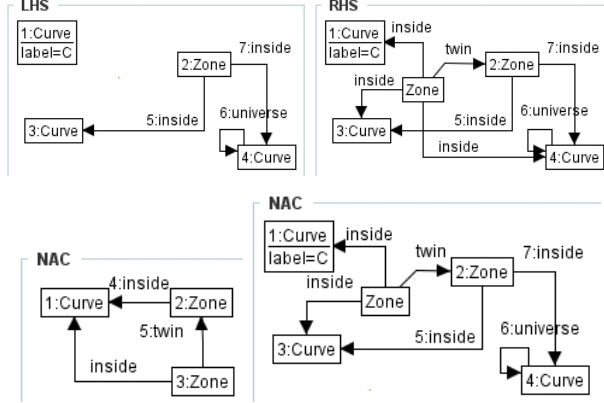 LHS
1:Curve
label=C
7:inside
2:Zone
6:universe
5:inside
3:Curve
4:Curve
RHS
inside
1:Curve
label=C
twin
7:inside
2:Zone
inside
Zone
6:universe
5:inside
3:Curve
inside
4:Curve
NAC
4:inside
1:Curve
2:Zone
5:twin
inside
3:Zone
NAC
1:Curve
inside
label=C
twin
7:inside
2:Zone
inside
Zone
6:universe
5:inside
3:Curve
4:Curve